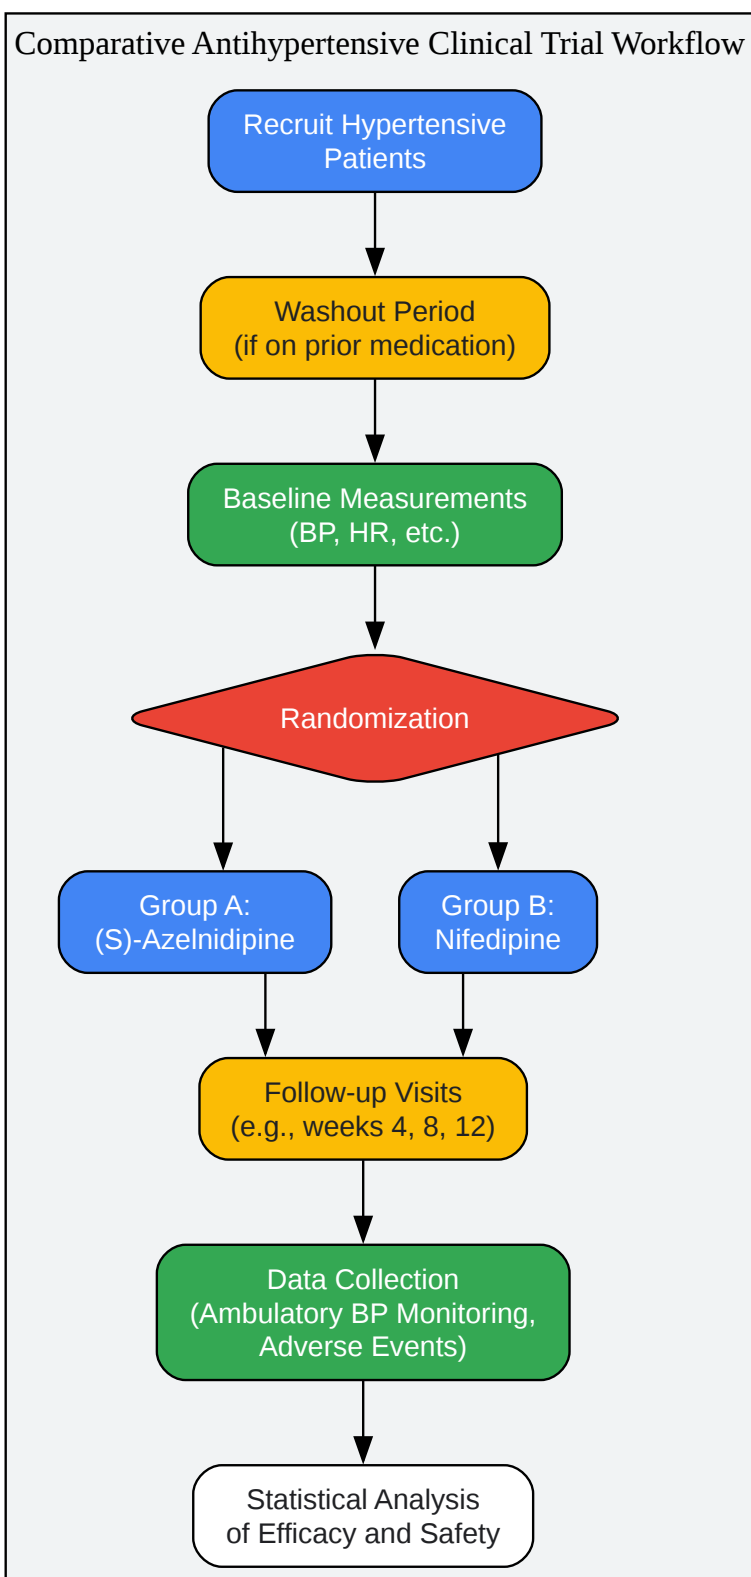 Comparative Antihypertensive Clinical Trial Workflow
Recruit Hypertensive
Patients
Washout Period
(if on prior medication)
Baseline Measurements
(BP, HR, etc.)
Randomization
Group A:
(S)-Azelnidipine
Group B:
Nifedipine
Follow-up Visits
(e.g., weeks 4, 8, 12)
Data Collection
(Ambulatory BP Monitoring,
Adverse Events)
Statistical Analysis
of Efficacy and Safety